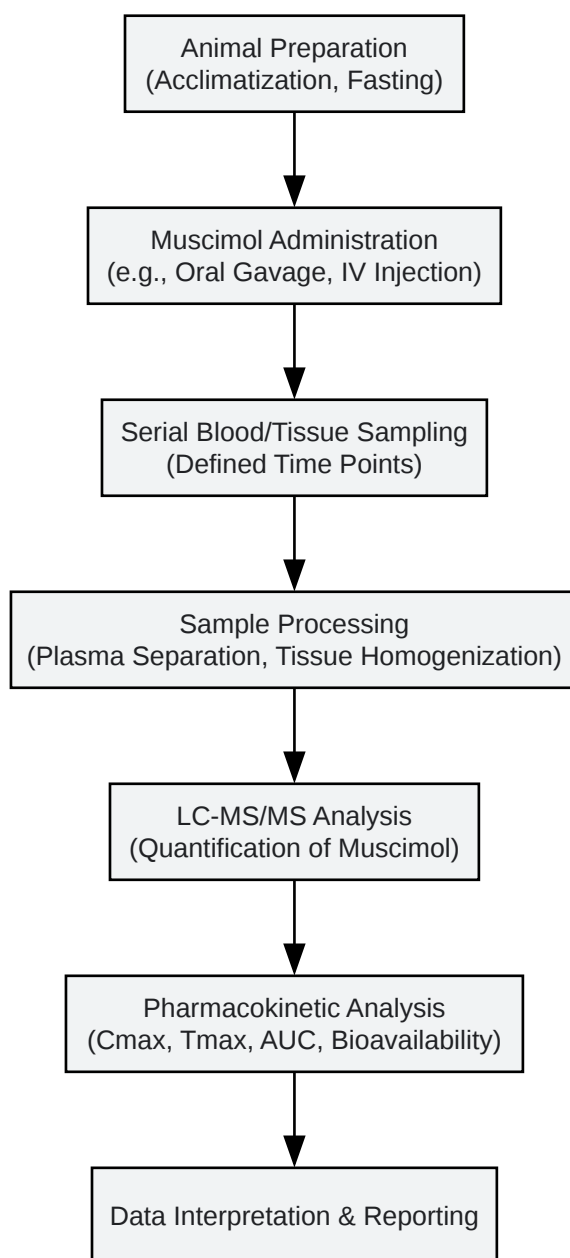 Animal Preparation
(Acclimatization, Fasting)
Muscimol Administration
(e.g., Oral Gavage, IV Injection)
Serial Blood/Tissue Sampling
(Defined Time Points)
Sample Processing
(Plasma Separation, Tissue Homogenization)
LC-MS/MS Analysis
(Quantification of Muscimol)
Pharmacokinetic Analysis
(Cmax, Tmax, AUC, Bioavailability)
Data Interpretation & Reporting